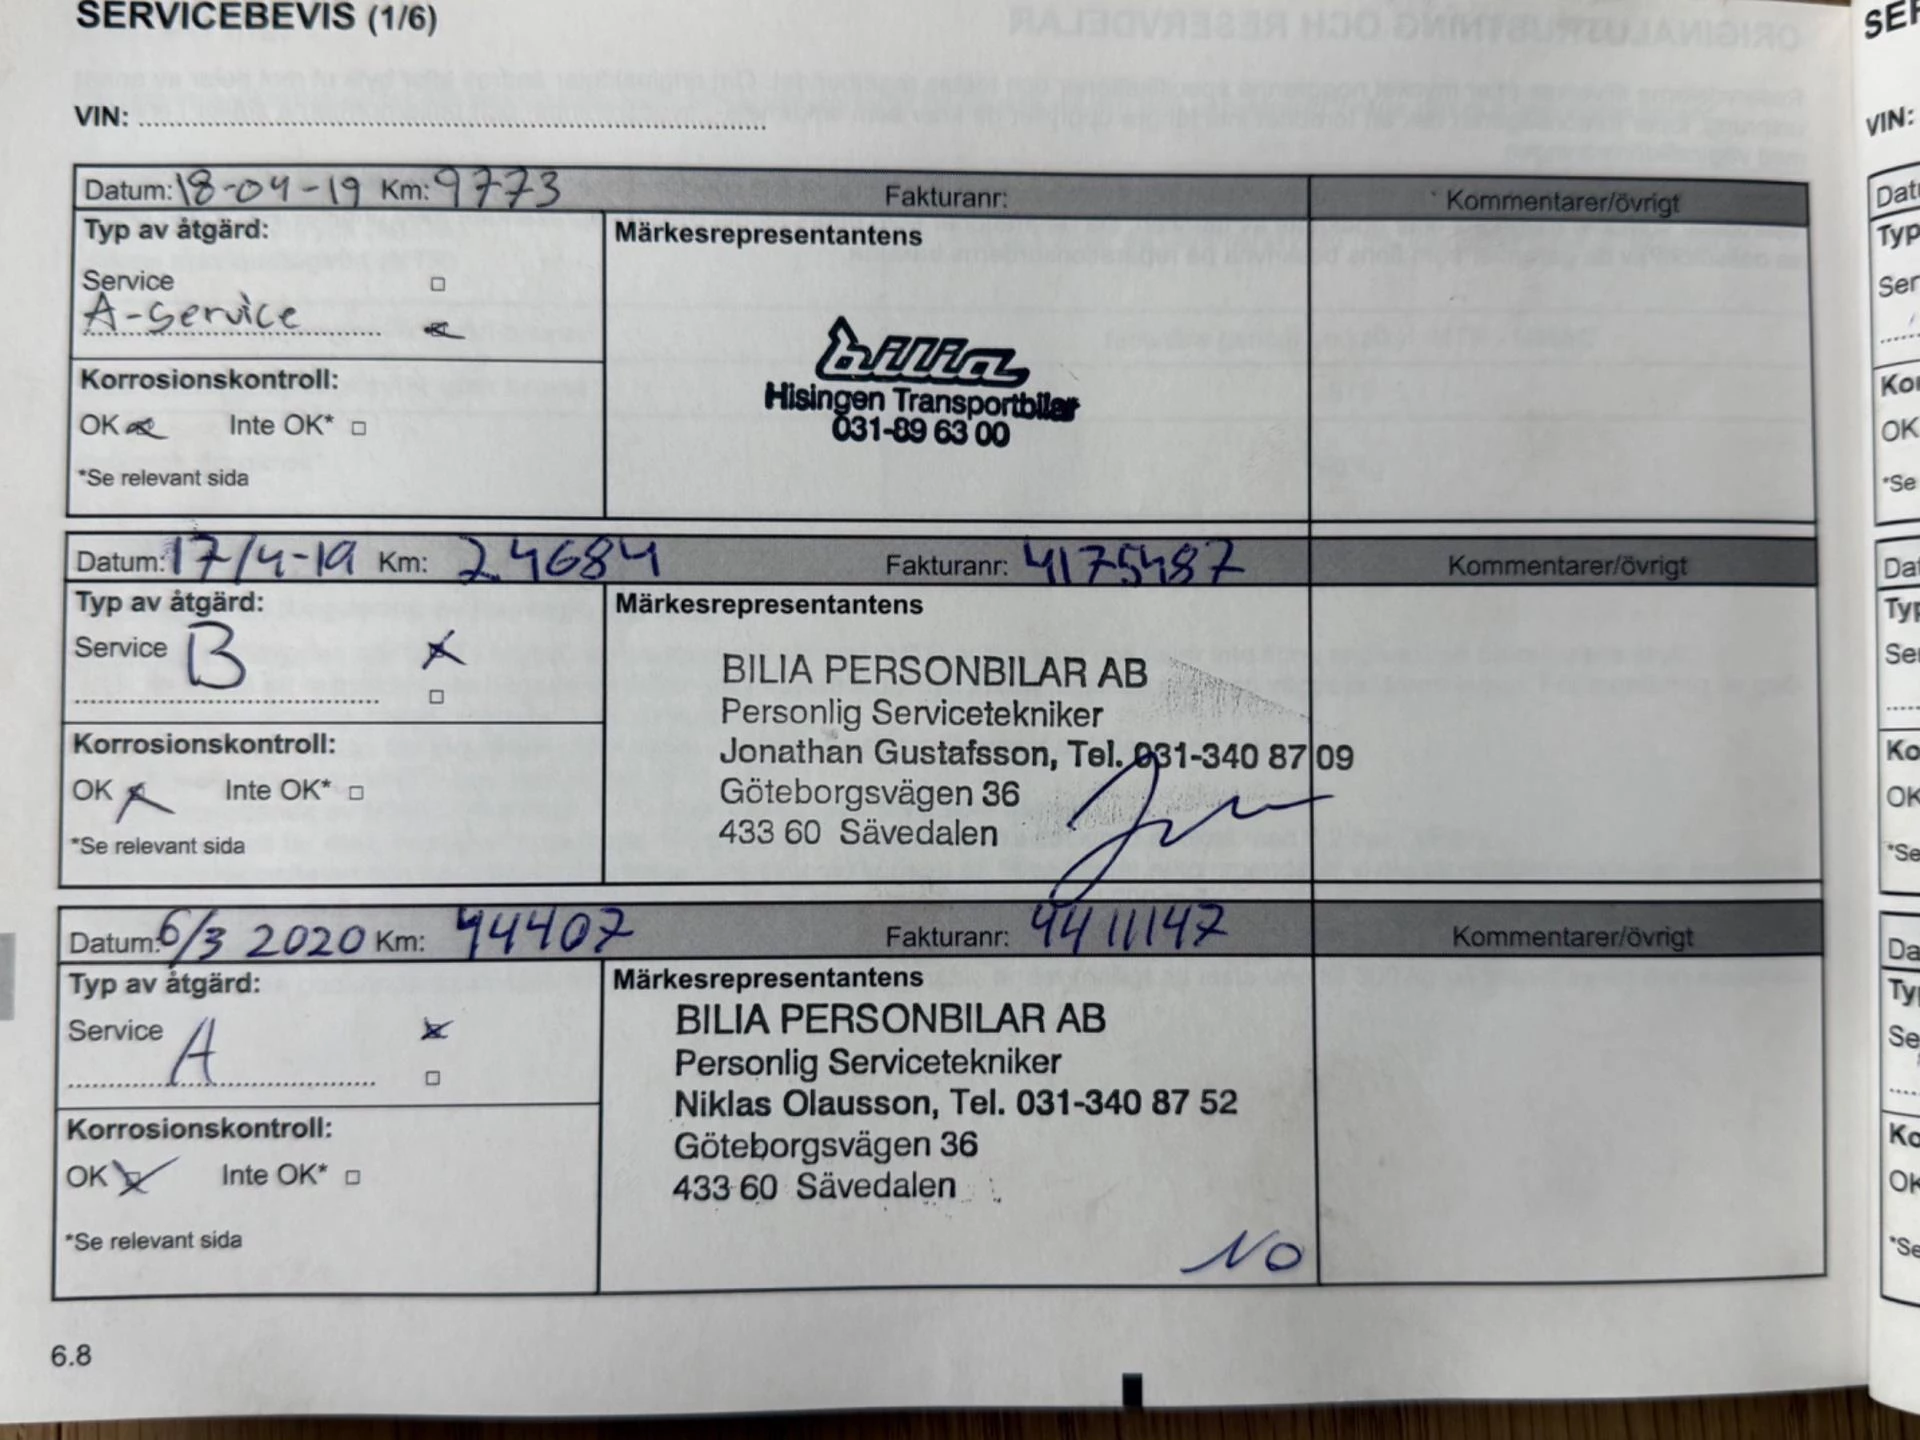 SERVICEBEVIS (1/6)
VIN:
Datum: 18-04-19 Km: 9773 Fakturanr: Kommentarer/övrigt
Typ av åtgärd: Märkesrepresentantens
Service
A-service
billia
Hisingen Transportbilar
031-89 63 00
Korrosionskontroll:
OK Inte OK*
*Se relevant sida
Datum: 17/4-19 Km: 24684 Fakturanr: 4175487 Kommentarer/övrigt
Typ av åtgärd: Märkesrepresentantens
Service B
BILIA PERSONBILAR AB
Personlig Servicetekniker
Jonathan Gustafsson, Tel. 031-340 87 09
Göteborgsvägen 36
433 60 Sävedalen
Korrosionskontroll:
OK Inte OK*
*Se relevant sida
Datum: 6/3 2020 Km: 44407 Fakturanr: 4411147 Kommentarer/övrigt
Typ av åtgärd: Märkesrepresentantens
Service A
BILIA PERSONBILAR AB
Personlig Servicetekniker
Niklas Olausson, Tel. 031-340 87 52
Göteborgsvägen 36
433 60 Sävedalen
Korrosionskontroll:
OK Inte OK*
*Se relevant sida
NO
6.8
VIN: